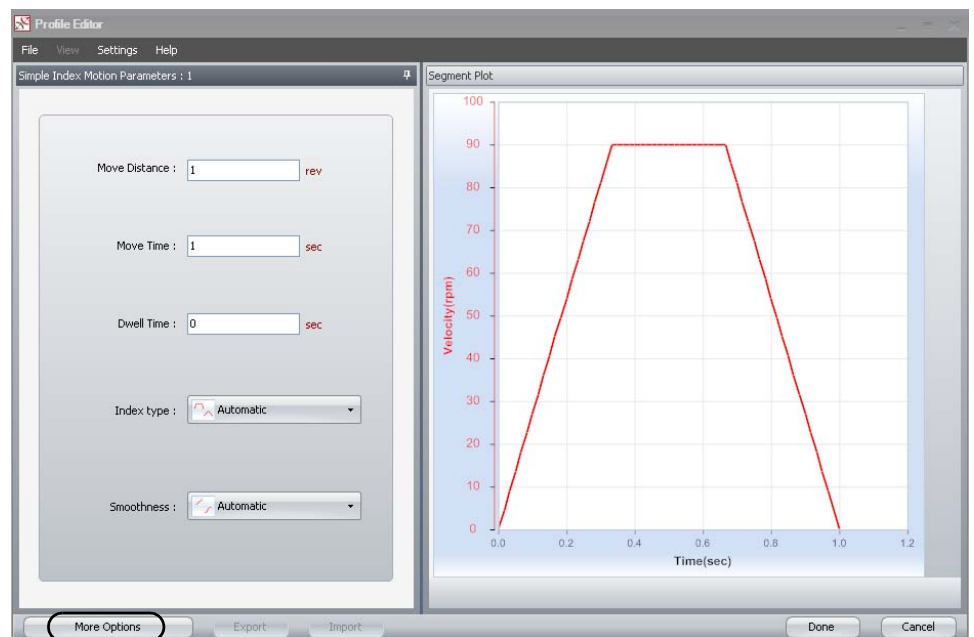 Profile Editor
File View Settings Help
Simple Index Motion Parameters : 1
Move Distance : 1 rev
Move Time : 1 sec
Dwell Time : 0 sec
Index type : Automatic
Smoothness : Automatic
Segment Plot
100
90
80
70
60
50
40
30
20
10
0
Velocity(rpm)
0.0 0.2 0.4 0.6 0.8 1.0 1.2
Time(sec)
More Options Export Import Done Cancel